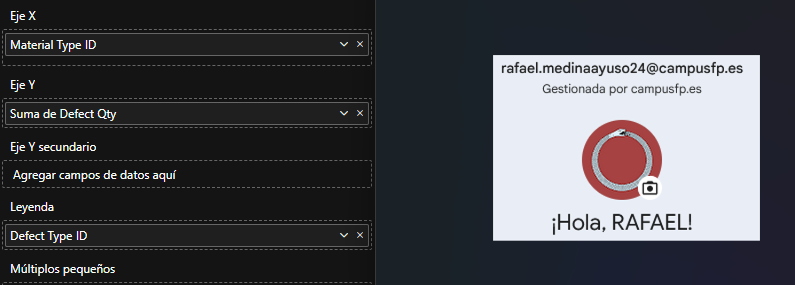 Eje X
Material Type ID
Eje Y
Suma de Defect Qty
Eje Y secundario
Agregar campos de datos aquí
Leyenda
Defect Type ID
Múltiplos pequeños
rafael.medinaayuso24@campusfp.es
Gestionada por campusfp.es
¡Hola, RAFAEL!